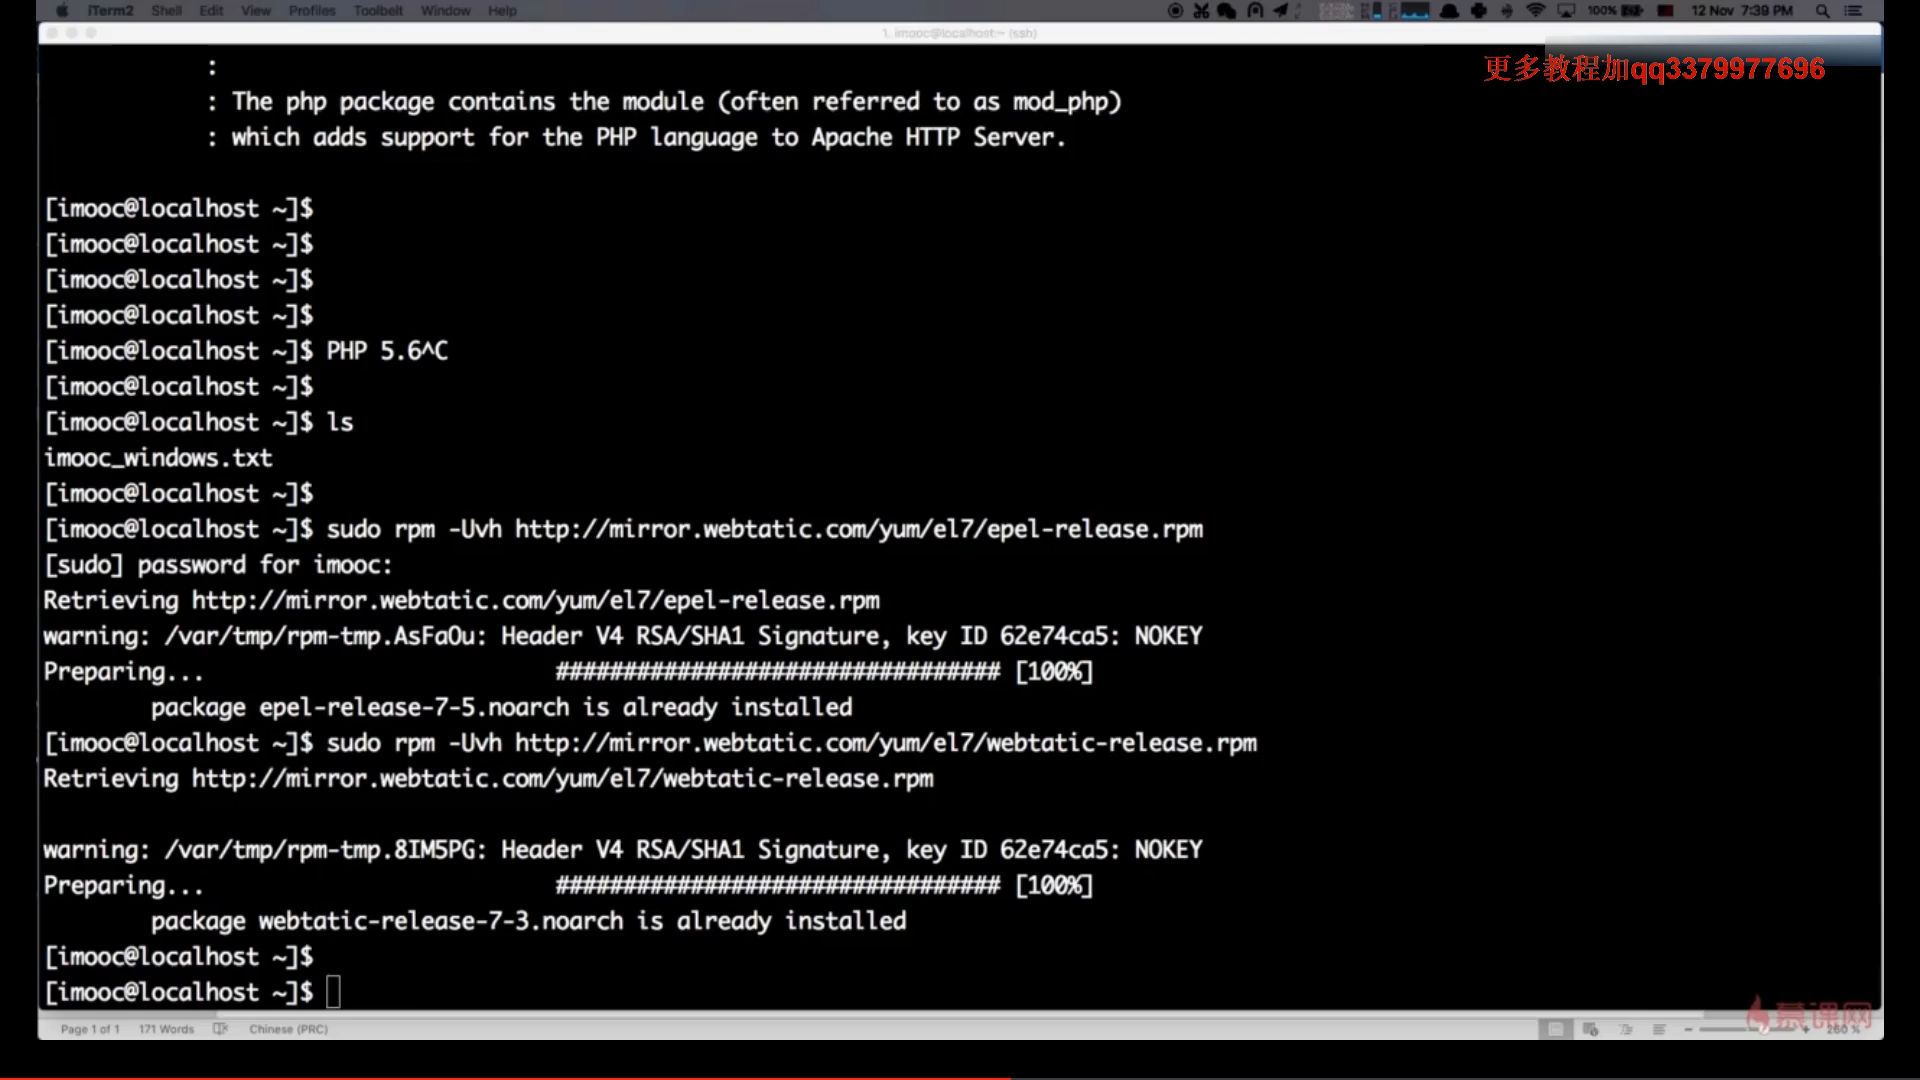 iTerm2 Shell Edit View Profiles Toolbelt Window Help 100% 12 Nov 7:39 PM
1. imooc@localhost:~ (ssh)
更多教程加qq3379977696
:
: The php package contains the module (often referred to as mod_php)
: which adds support for the PHP language to Apache HTTP Server.
[imooc@localhost ~]$
[imooc@localhost ~]$
[imooc@localhost ~]$
[imooc@localhost ~]$
[imooc@localhost ~]$ PHP 5.6^C
[imooc@localhost ~]$
[imooc@localhost ~]$ ls
imooc_windows.txt
[imooc@localhost ~]$
[imooc@localhost ~]$ sudo rpm -Uvh http://mirror.webtatic.com/yum/el7/epel-release.rpm
[sudo] password for imooc:
Retrieving http://mirror.webtatic.com/yum/el7/epel-release.rpm
warning: /var/tmp/rpm-tmp.AsFaOu: Header V4 RSA/SHA1 Signature, key ID 62e74ca5: NOKEY
Preparing... ################################# [100%]
package epel-release-7-5.noarch is already installed
[imooc@localhost ~]$ sudo rpm -Uvh http://mirror.webtatic.com/yum/el7/webtatic-release.rpm
Retrieving http://mirror.webtatic.com/yum/el7/webtatic-release.rpm
warning: /var/tmp/rpm-tmp.8IM5PG: Header V4 RSA/SHA1 Signature, key ID 62e74ca5: NOKEY
Preparing... ################################# [100%]
package webtatic-release-7-3.noarch is already installed
[imooc@localhost ~]$
[imooc@localhost ~]$
慕课网
Page 1 of 1 171 Words Chinese (PRC) 260 %